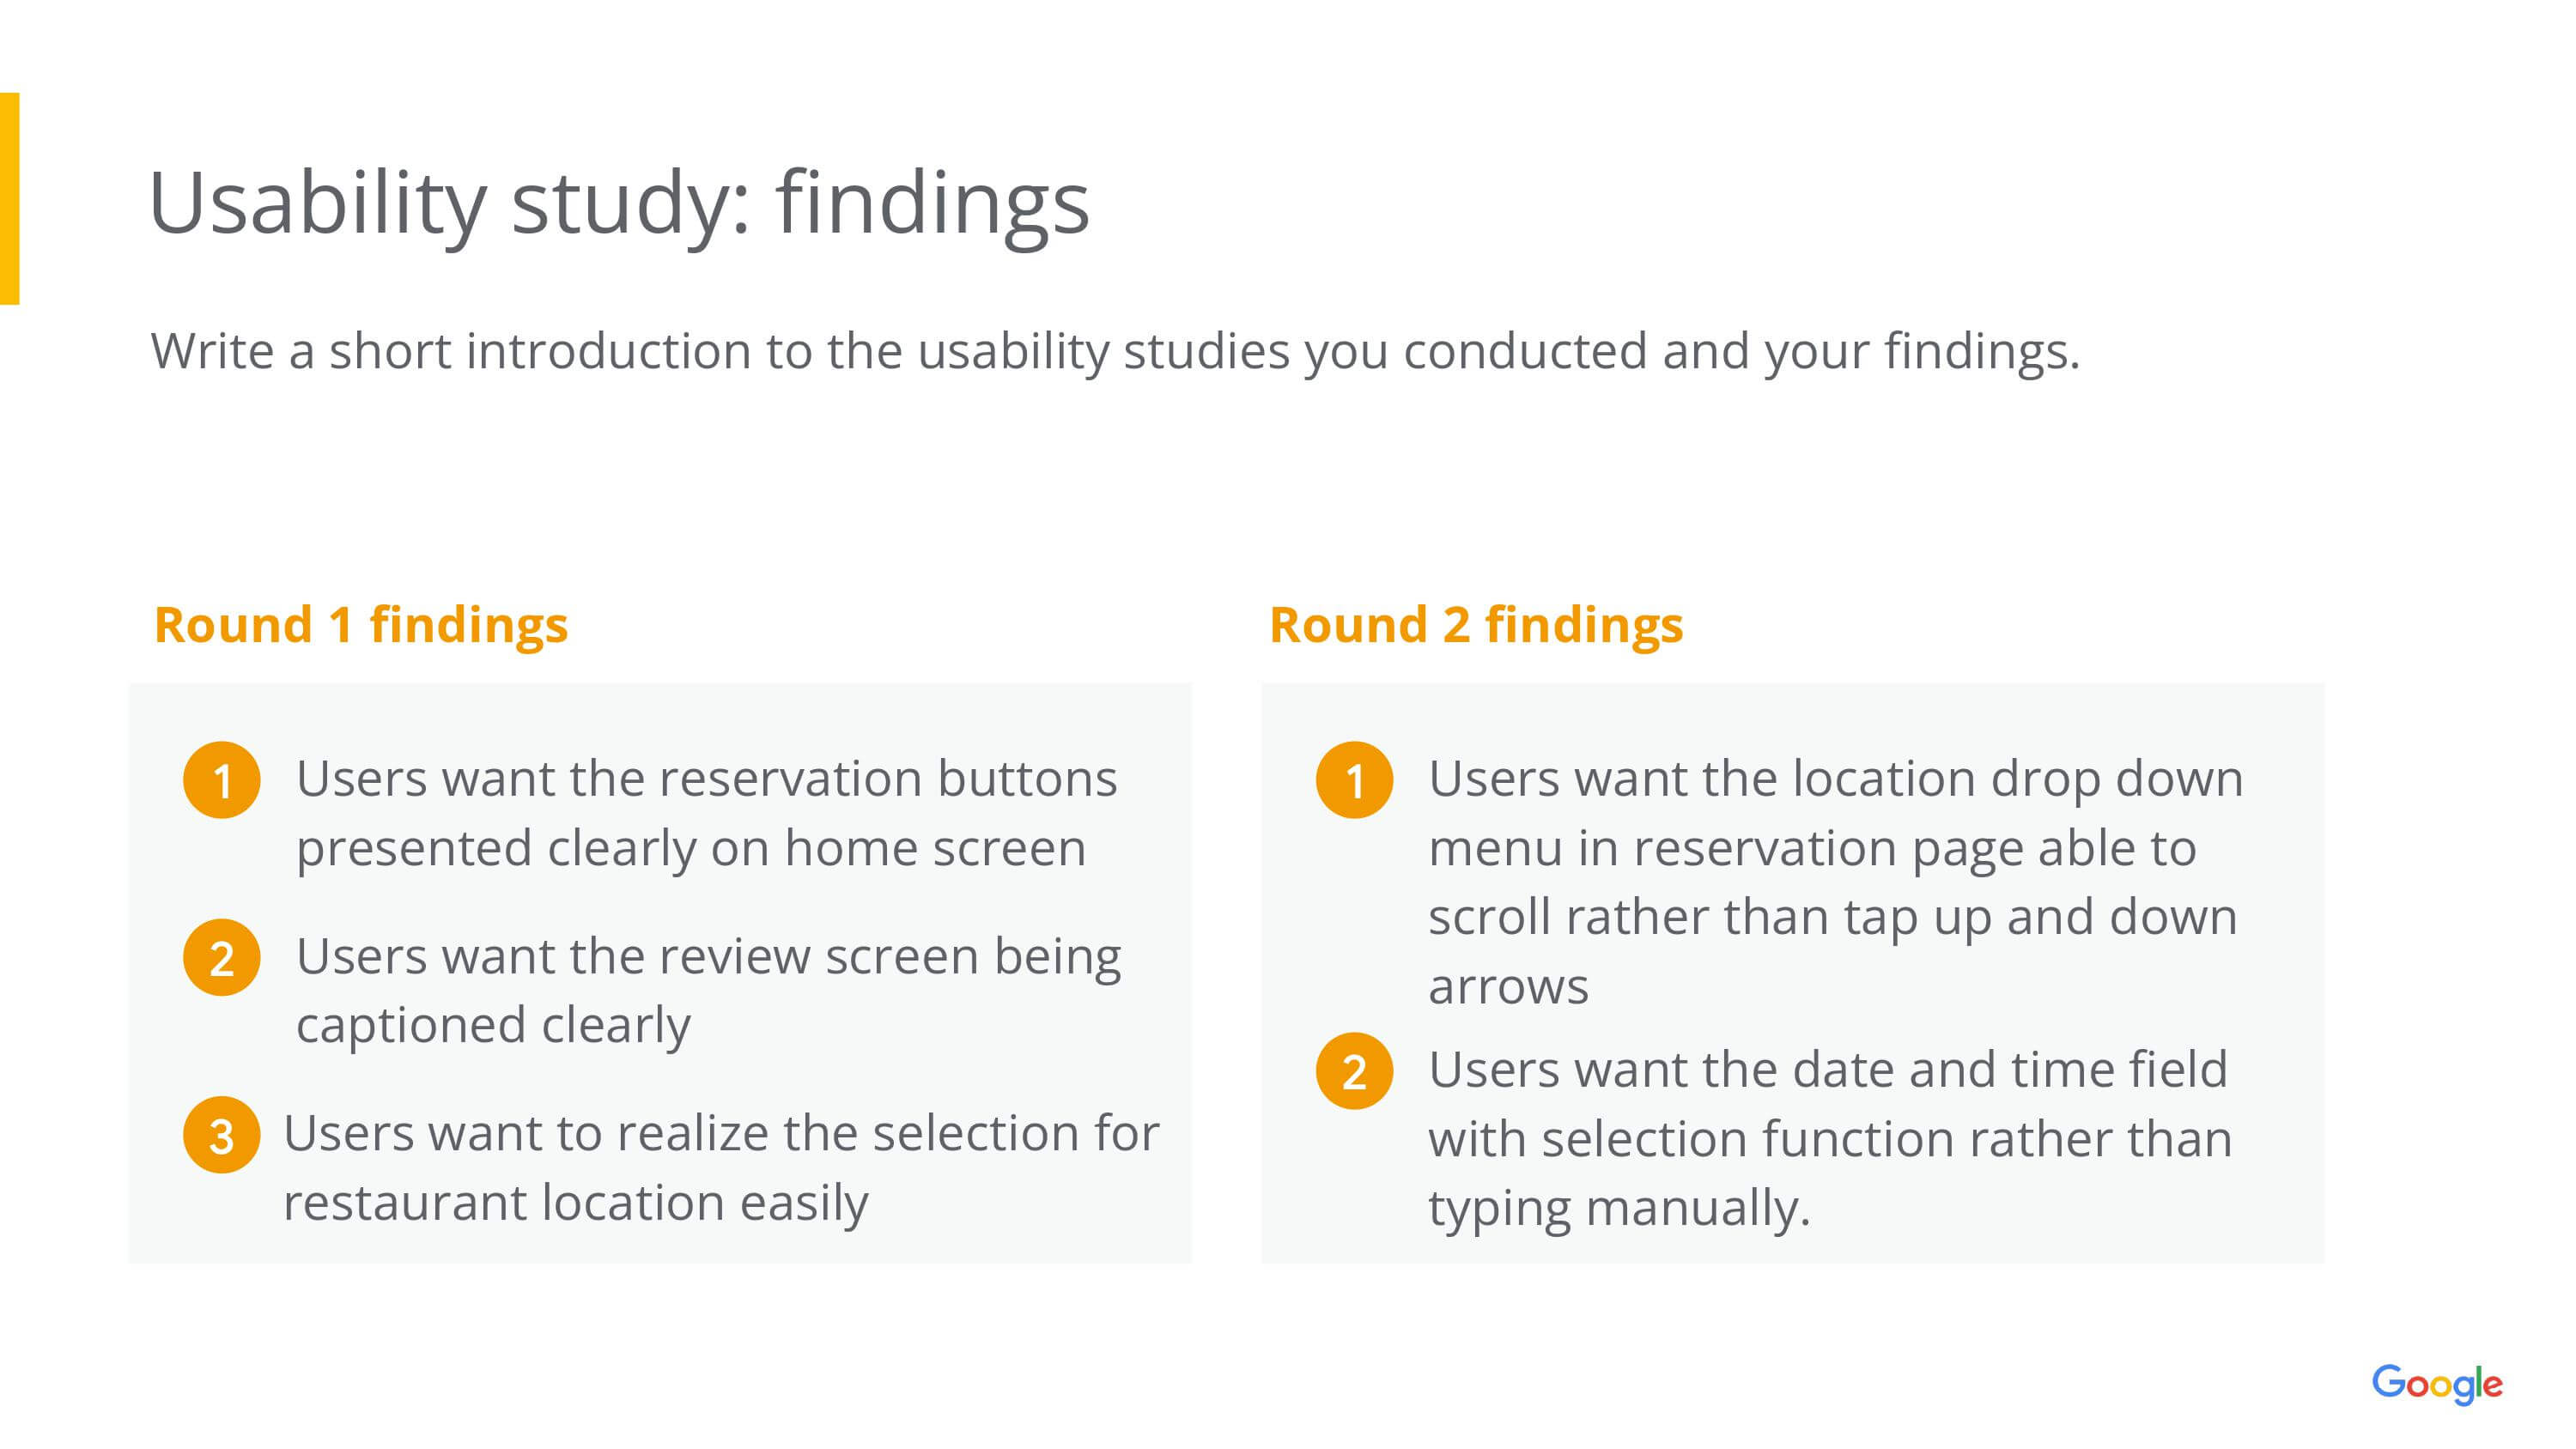 Usability study: findings
Write a short introduction to the usability studies you conducted and your findings.
Round 1 findings
1 Users want the reservation buttons
presented clearly on home screen
2 Users want the review screen being
captioned clearly
3 Users want to realize the selection for
restaurant location easily
Round 2 findings
1 Users want the location drop down
menu in reservation page able to
scroll rather than tap up and down
arrows
2 Users want the date and time field
with selection function rather than
typing manually.
Google